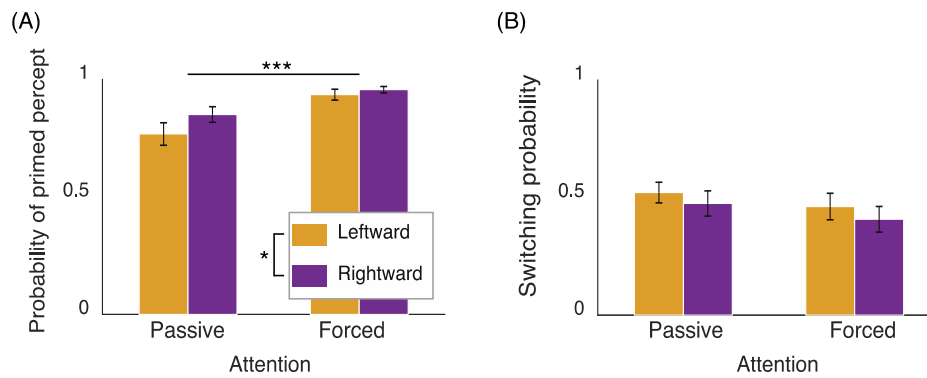 (A)
Probability of primed percept
1
0.5
0
***
*
Leftward
Rightward
Passive
Forced
Attention
(B)
Switching probability
1
0.5
0
Passive
Forced
Attention